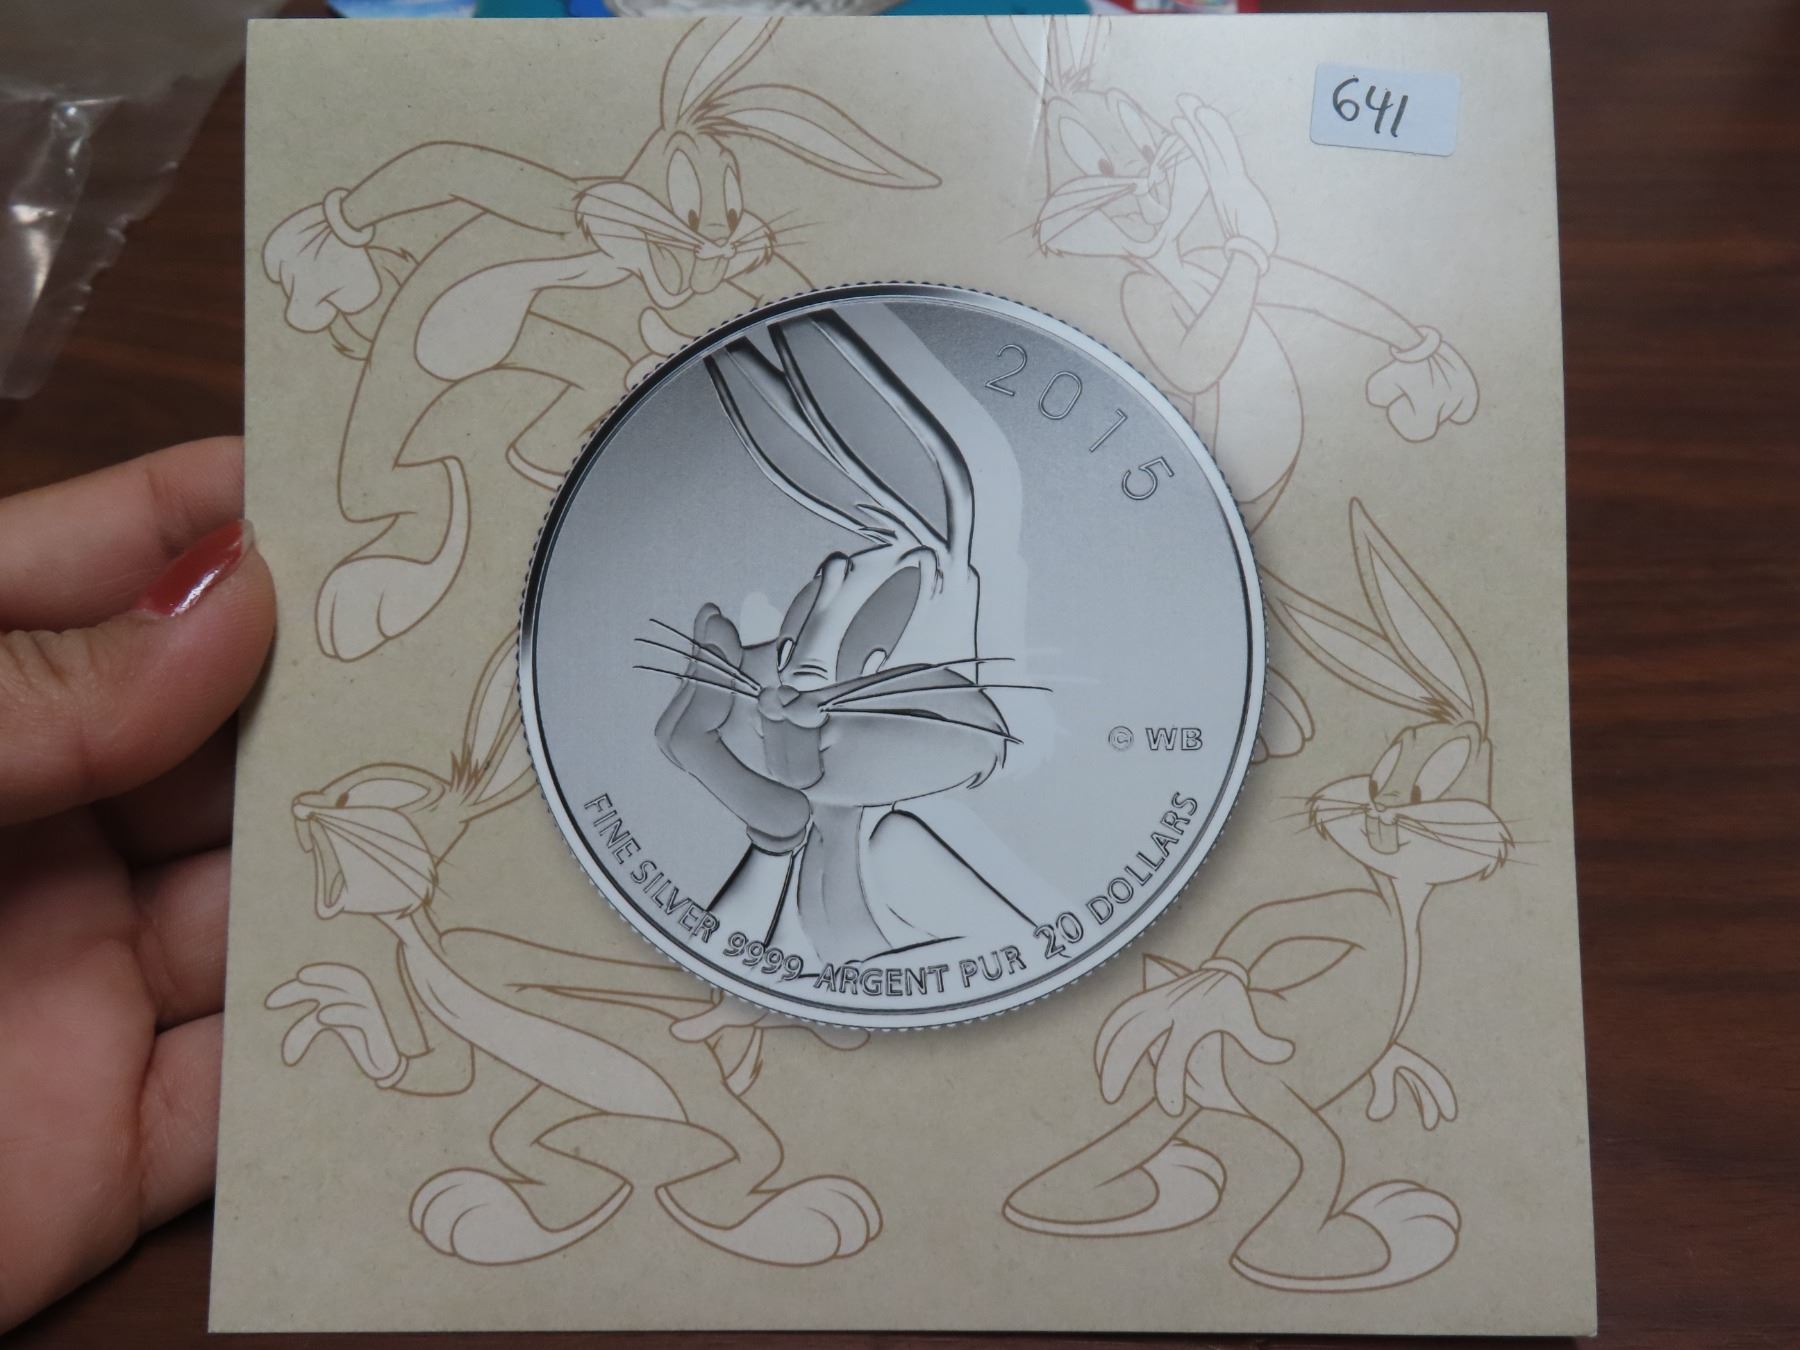 641
2015
© WB
FINE SILVER 9999 ARGENT PUR 20 DOLLARS